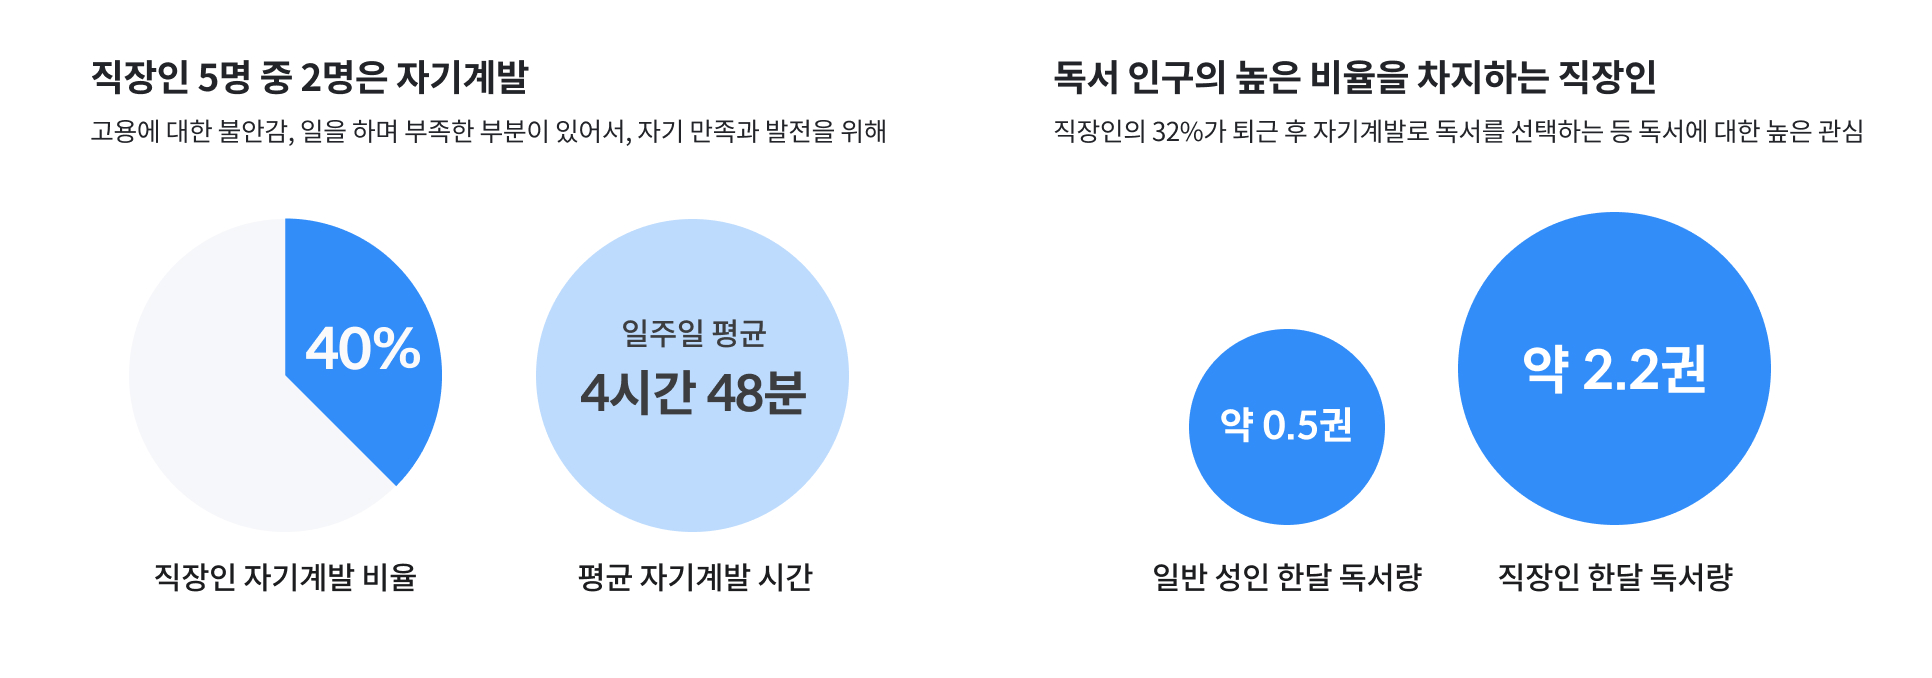 직장인 5명 중 2명은 자기계발
고용에 대한 불안감, 일을 하며 부족한 부분이 있어서, 자기 만족과 발전을 위해
40%
직장인 자기계발 비율
일주일 평균
4시간 48분
평균 자기계발 시간
독서 인구의 높은 비율을 차지하는 직장인
직장인의 32%가 퇴근 후 자기계발로 독서를 선택하는 등 독서에 대한 높은 관심
약 0.5권
일반 성인 한달 독서량
약 2.2권
직장인 한달 독서량